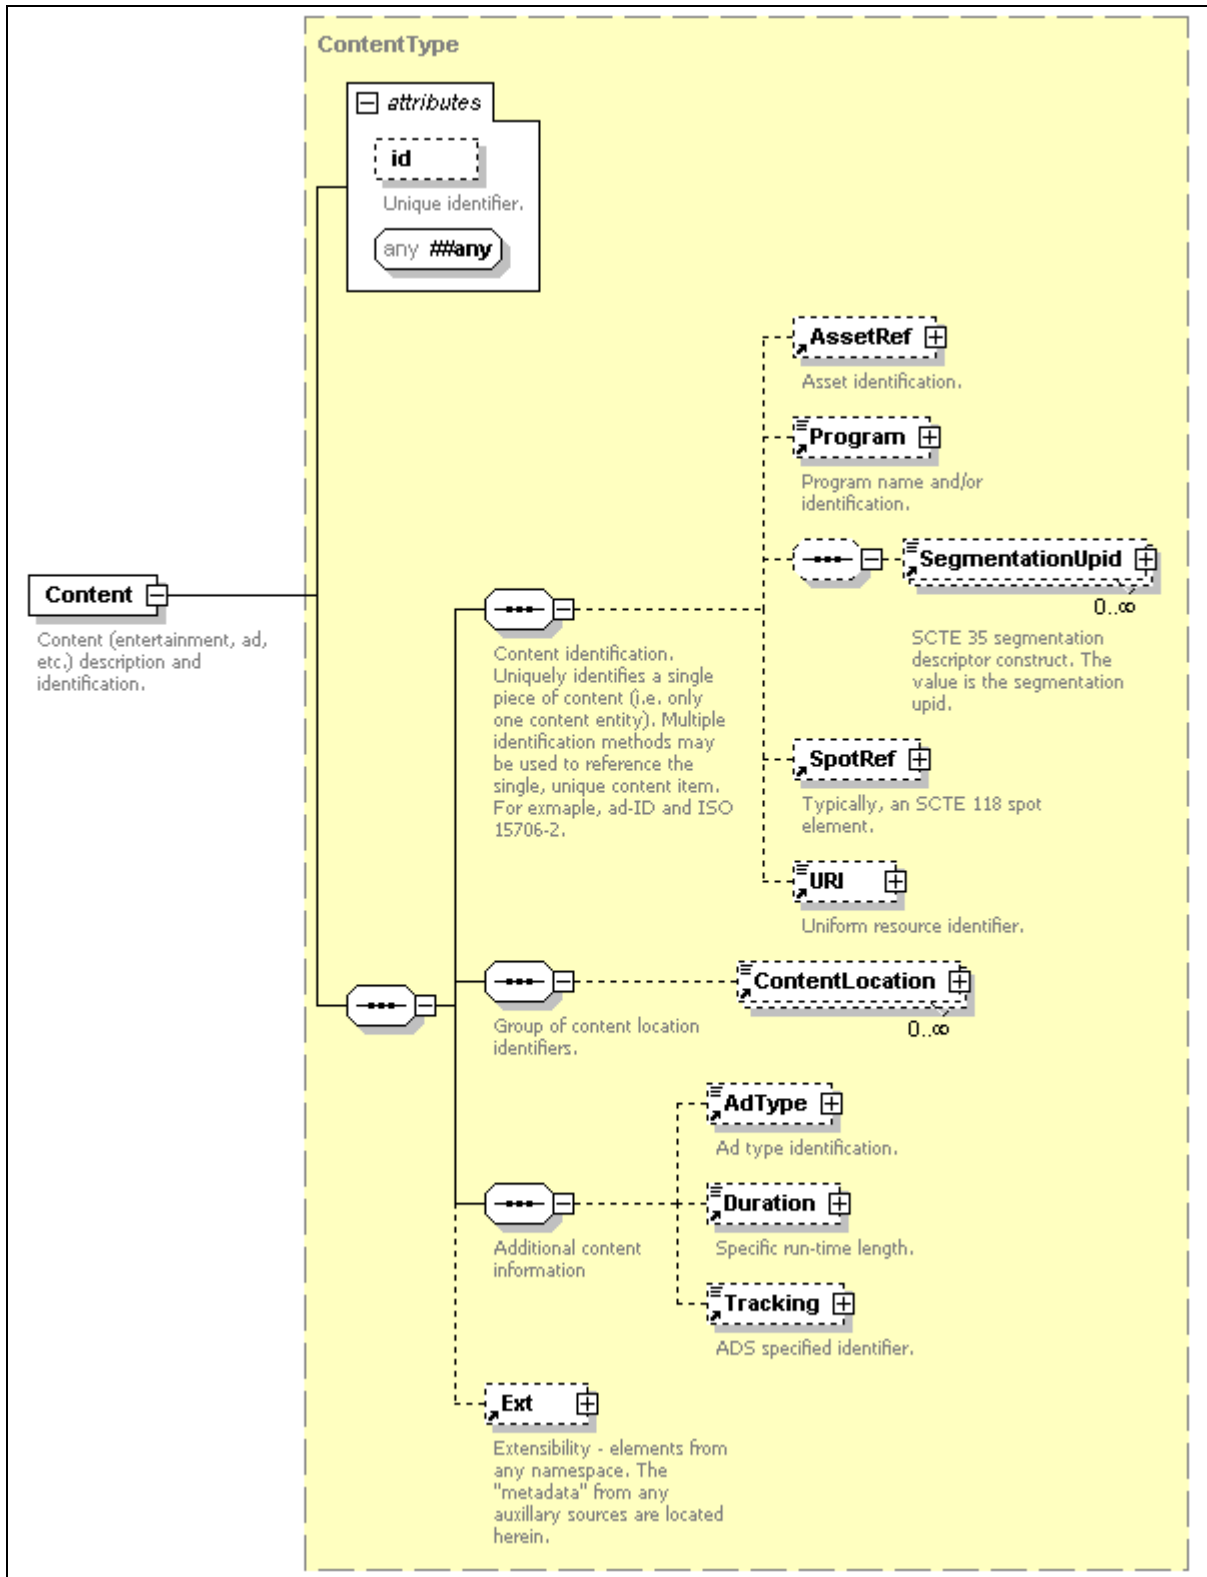 ContentType
attributes
id
Unique identifier.
any ##any
AssetRef
Asset identification.
Program
Program name and/or
identification.
SegmentationUpid
0..∞
SCTE 35 segmentation
descriptor construct. The
value is the segmentation
upid.
Content
Content (entertainment, ad,
etc.) description and
identification.
Content identification.
Uniquely identifies a single
piece of content (i.e. only
one content entity). Multiple
identification methods may
be used to reference the
single, unique content item.
For exmaple, ad-ID and ISO
15706-2.
SpotRef
Typically, an SCTE 118 spot
element.
URI
Uniform resource identifier.
ContentLocation
0..∞
Group of content location
identifiers.
AdType
Ad type identification.
Duration
Specific run-time length.
Additional content
information
Tracking
ADS specified identifier.
Ext
Extensibility - elements from
any namespace. The
"metadata" from any
auxillary sources are located
herein.